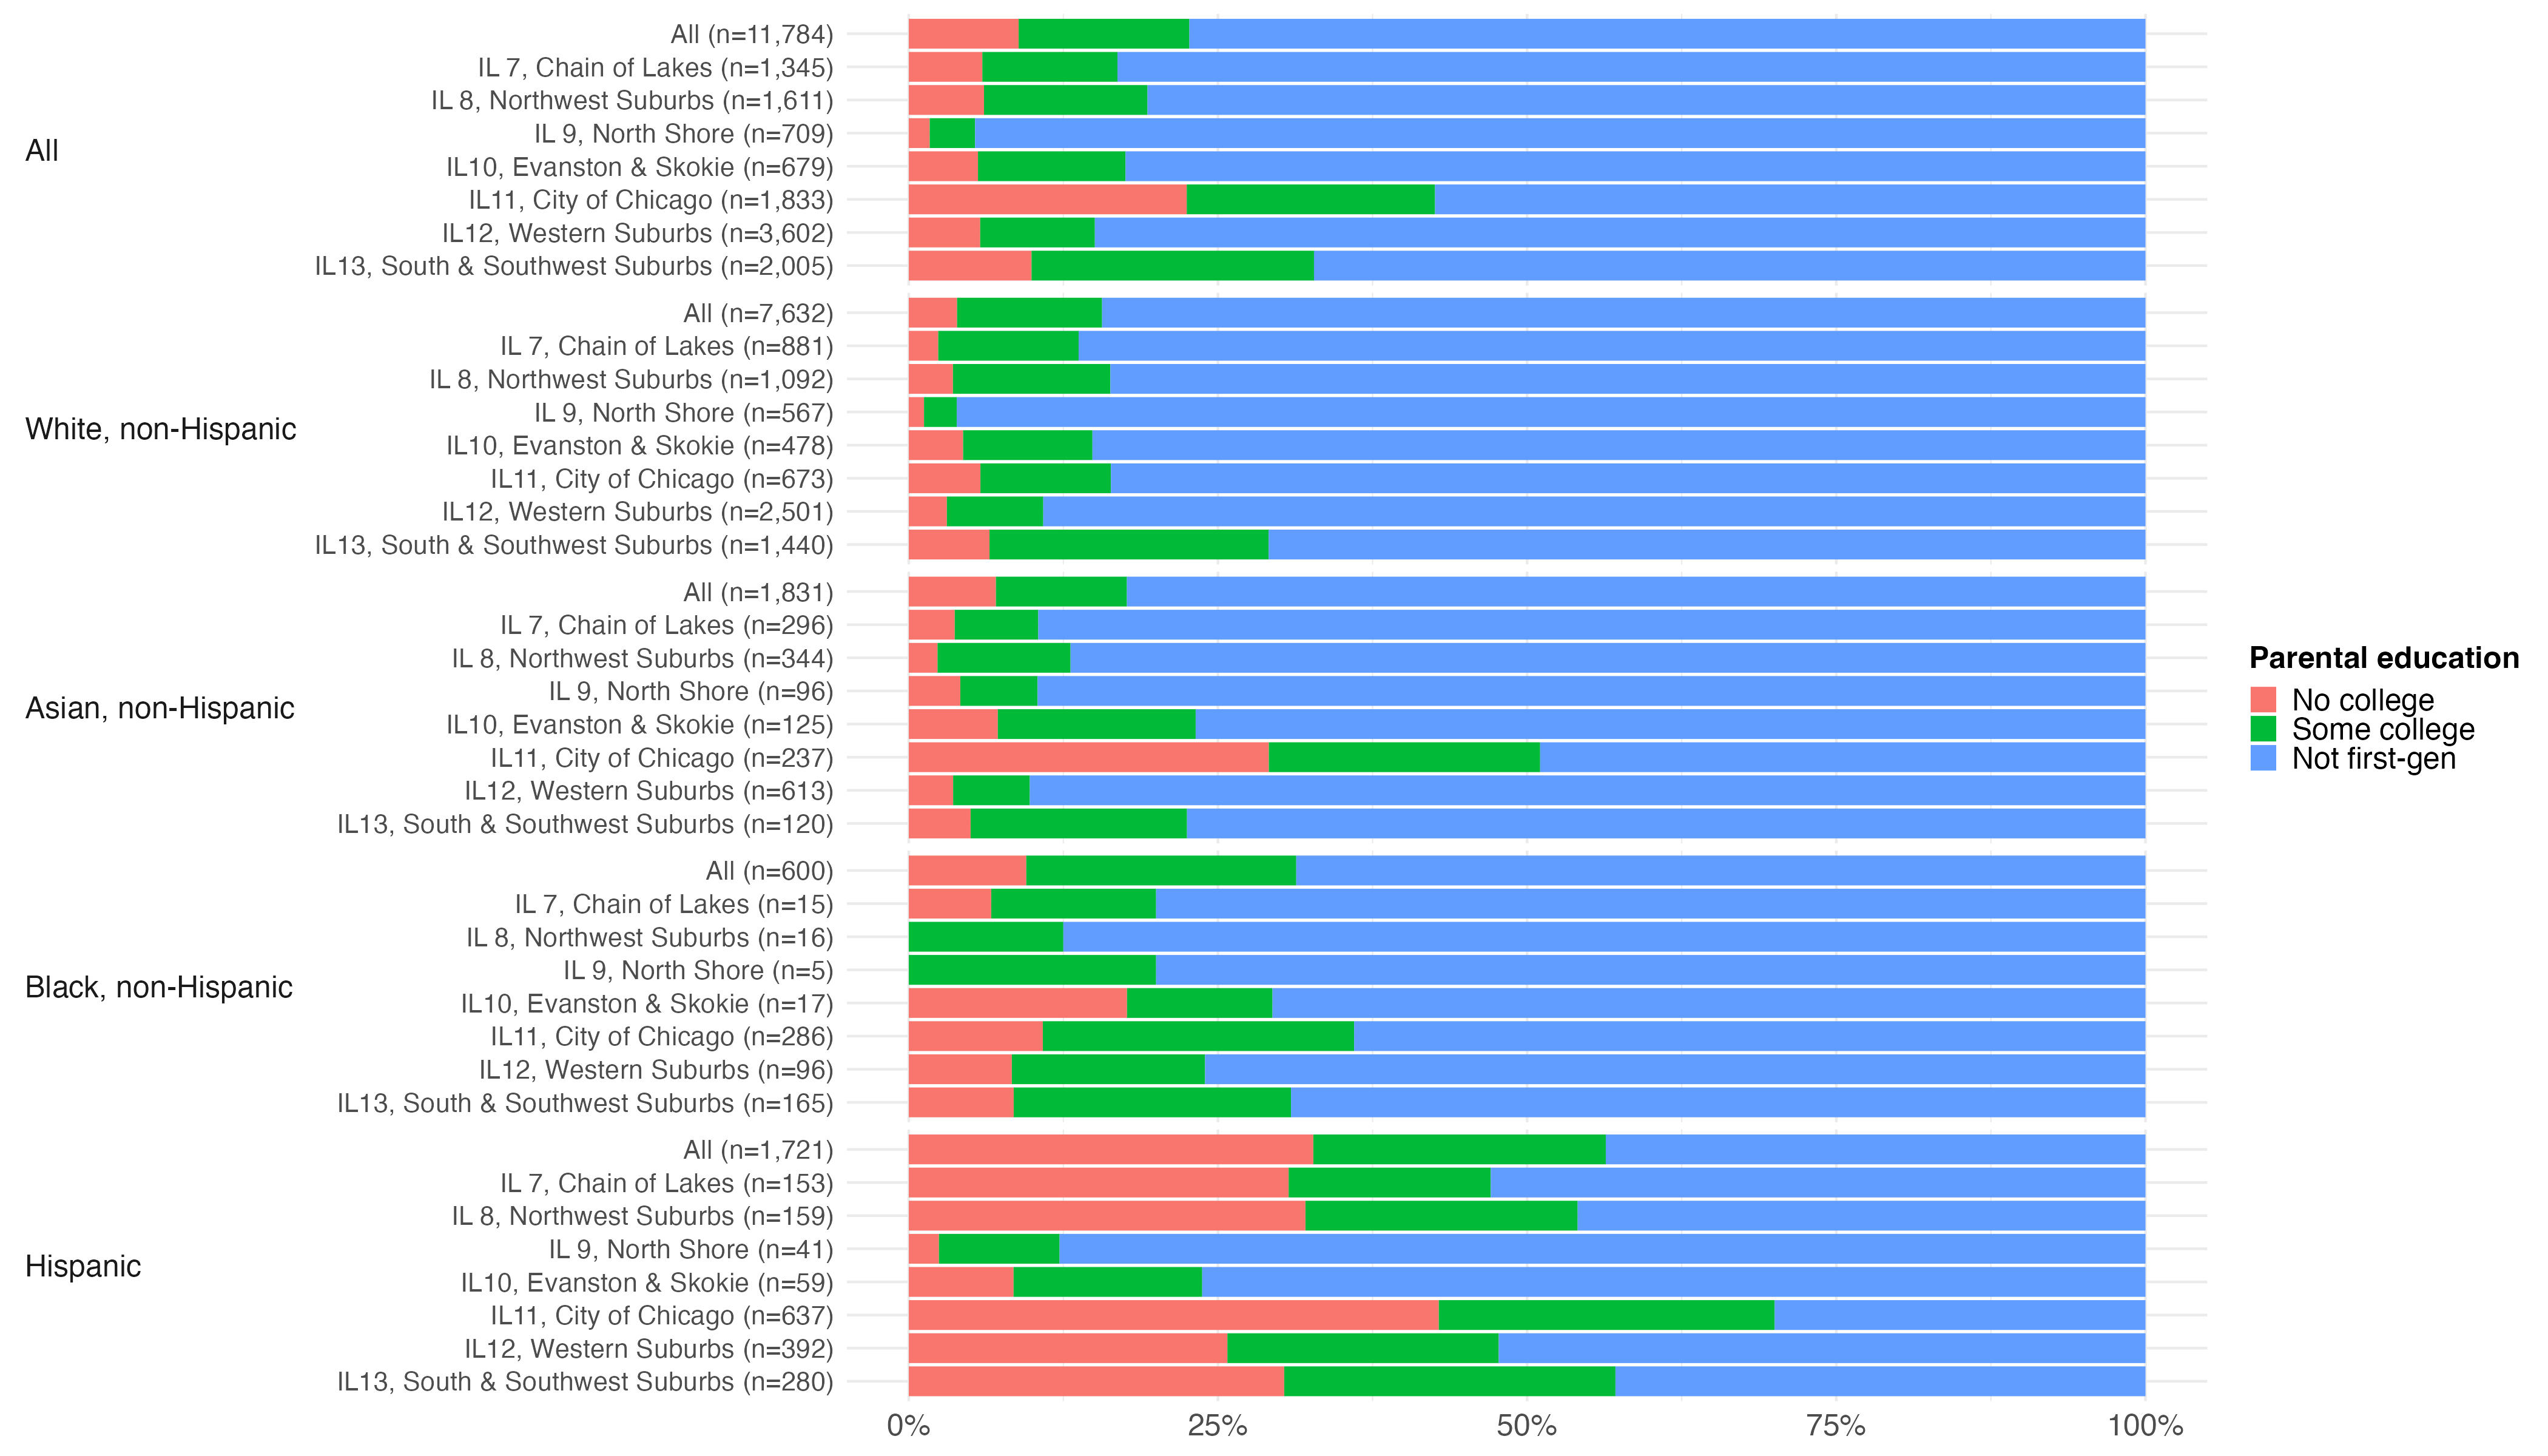 All
All (n=11,784)
IL 7, Chain of Lakes (n=1,345)
IL 8, Northwest Suburbs (n=1,611)
IL 9, North Shore (n=709)
IL10, Evanston & Skokie (n=679)
IL11, City of Chicago (n=1,833)
IL12, Western Suburbs (n=3,602)
IL13, South & Southwest Suburbs (n=2,005)
White, non-Hispanic
All (n=7,632)
IL 7, Chain of Lakes (n=881)
IL 8, Northwest Suburbs (n=1,092)
IL 9, North Shore (n=567)
IL10, Evanston & Skokie (n=478)
IL11, City of Chicago (n=673)
IL12, Western Suburbs (n=2,501)
IL13, South & Southwest Suburbs (n=1,440)
Asian, non-Hispanic
All (n=1,831)
IL 7, Chain of Lakes (n=296)
IL 8, Northwest Suburbs (n=344)
IL 9, North Shore (n=96)
IL10, Evanston & Skokie (n=125)
IL11, City of Chicago (n=237)
IL12, Western Suburbs (n=613)
IL13, South & Southwest Suburbs (n=120)
Black, non-Hispanic
All (n=600)
IL 7, Chain of Lakes (n=15)
IL 8, Northwest Suburbs (n=16)
IL 9, North Shore (n=5)
IL10, Evanston & Skokie (n=17)
IL11, City of Chicago (n=286)
IL12, Western Suburbs (n=96)
IL13, South & Southwest Suburbs (n=165)
Hispanic
All (n=1,721)
IL 7, Chain of Lakes (n=153)
IL 8, Northwest Suburbs (n=159)
IL 9, North Shore (n=41)
IL10, Evanston & Skokie (n=59)
IL11, City of Chicago (n=637)
IL12, Western Suburbs (n=392)
IL13, South & Southwest Suburbs (n=280)
0% 25% 50% 75% 100%
Parental education
No college
Some college
Not first-gen